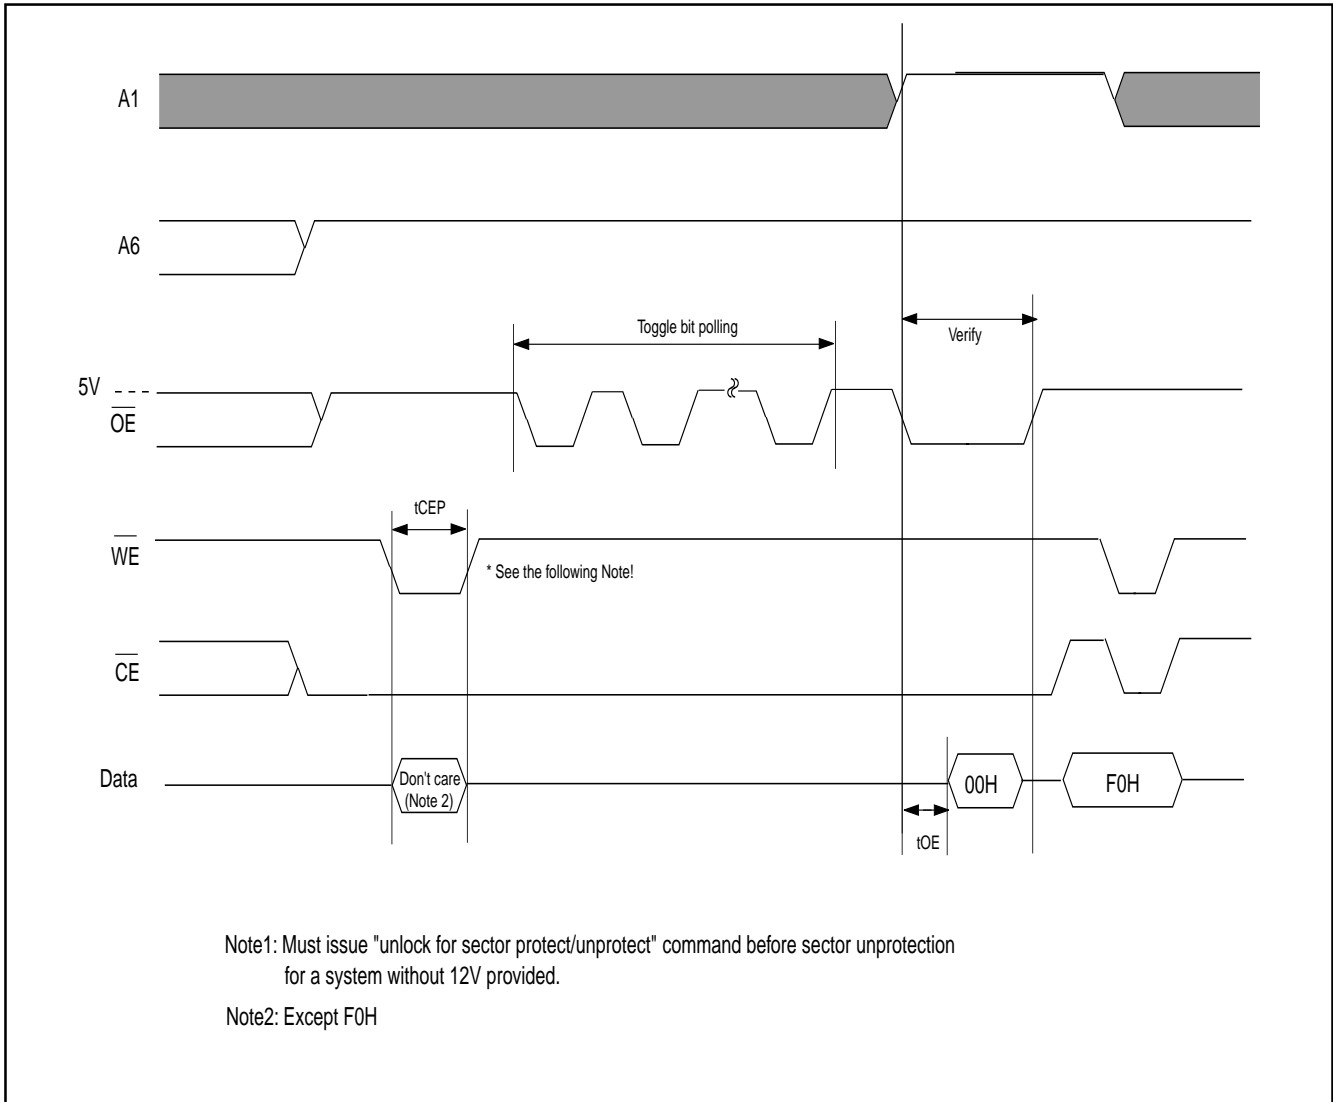 A1
A6
Toggle bit polling
Verify
5V
OE
tCEP
WE
* See the following Note!
CE
Data
Don't care
(Note 2)
00H
F0H
tOE
Note1: Must issue "unlock for sector protect/unprotect" command before sector unprotection
for a system without 12V provided.
Note2: Except F0H